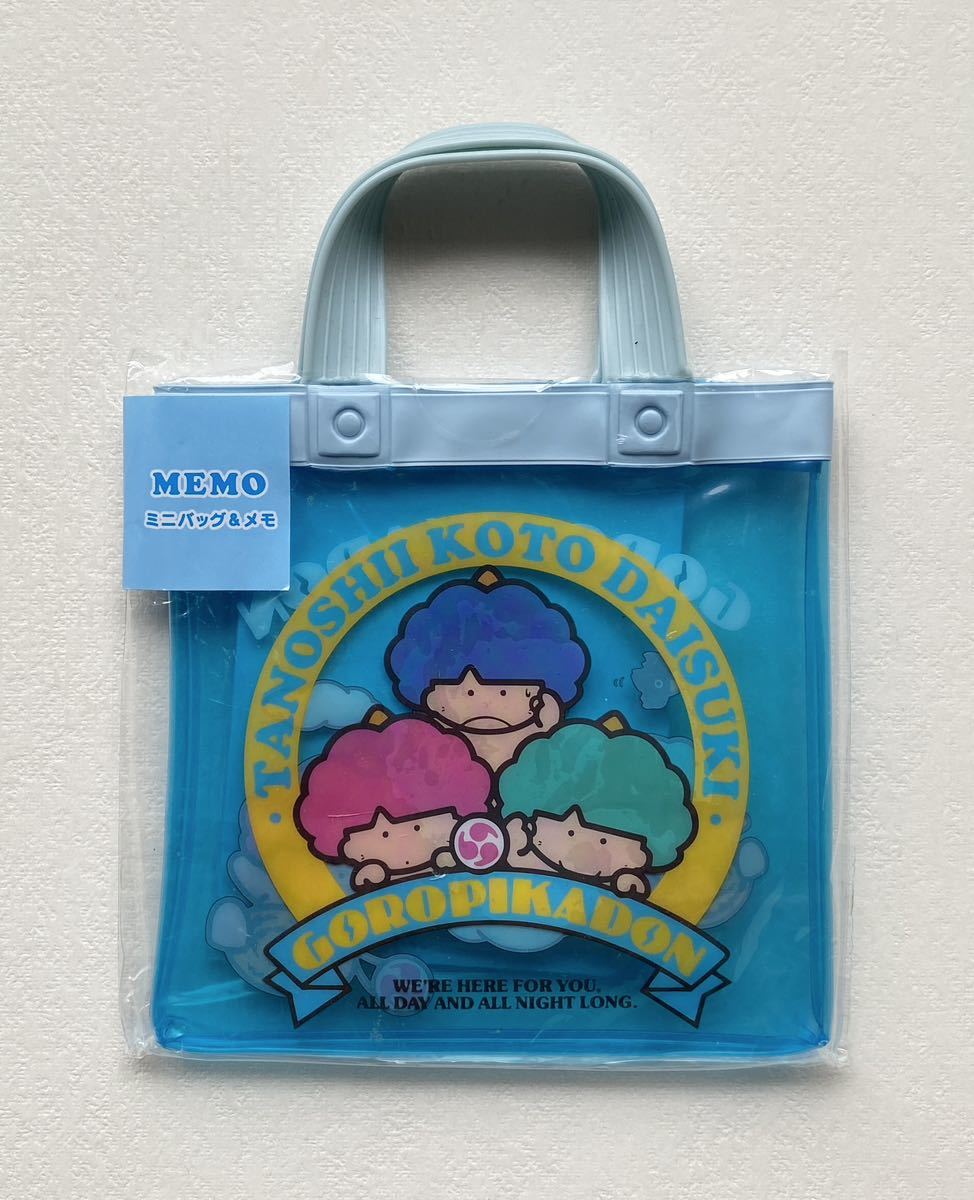 MEMO
ミニバッグ&メモ
・TANOSHII KOTO DAISUKI・
GOROPIKADON
WE'RE HERE FOR YOU,
ALL DAY AND ALL NIGHT LONG.